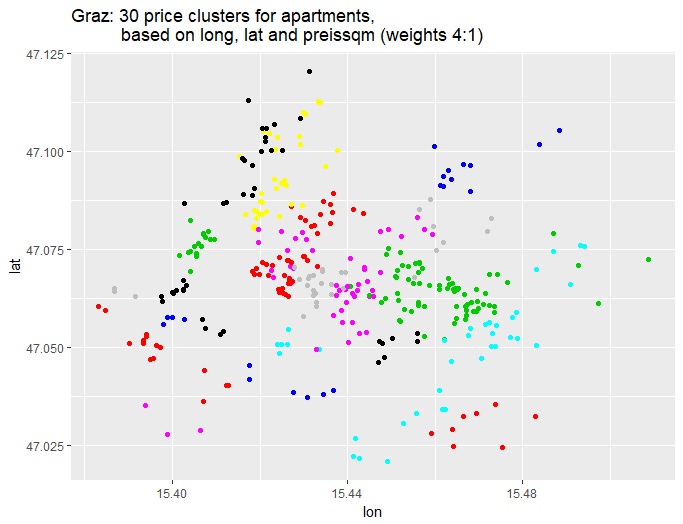 Graz: 30 price clusters for apartments,
based on long, lat and preissqm (weights 4:1)
47.125
47.100
47.075
47.050
47.025
lat
15.40 15.44 15.48
lon